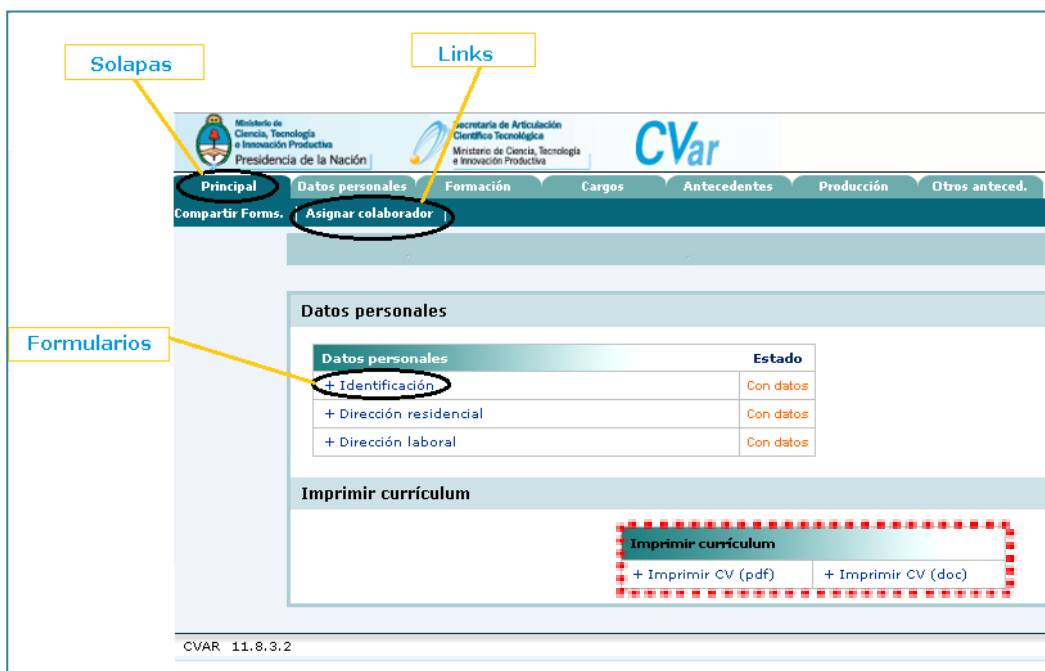 Solapas
Links
Ministerio de
Ciencia, Tecnología
e Innovación Productiva
Presidencia de la Nación
Secretaría de Articulación
Científico Tecnológica
Ministerio de Ciencia, Tecnología
e Innovación Productiva
CVar
Principal Datos personales Formación Cargos Antecedentes Producción Otros anteced.
Compartir Forms. | Asignar colaborador |
Datos personales
Formularios
Datos personales Estado
+ Identificación Con datos
+ Dirección residencial Con datos
+ Dirección laboral Con datos
Imprimir currículum
Imprimir currículum
+ Imprimir CV (pdf) + Imprimir CV (doc)
CVAR 11.8.3.2